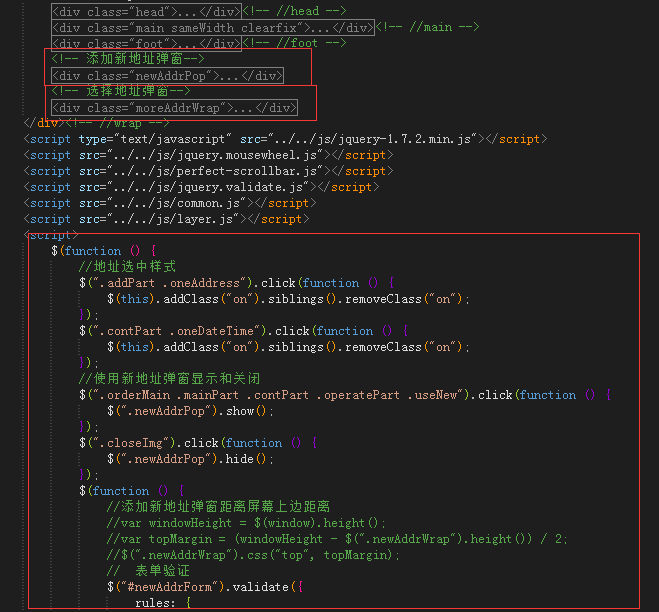 <div class="head">...</div><!-- //head -->
<div class="main sameWidth clearfix">...</div><!-- //main -->
<div class="foot">...</div><!-- //foot -->
<!-- 添加新地址弹窗-->
<div class="newAddrPop">...</div>
<!-- 选择地址弹窗-->
<div class="moreAddrWrap">...</div>
</div><!-- //wrap -->
<script type="text/javascript" src="../../js/jquery-1.7.2.min.js"></script>
<script src="../../js/jquery.mousewheel.js"></script>
<script src="../../js/perfect-scrollbar.js"></script>
<script src="../../js/jquery.validate.js"></script>
<script src="../../js/common.js"></script>
<script src="../../js/layer.js"></script>
<script>
$(function () {
//地址选中样式
$(".addPart .oneAddress").click(function () {
$(this).addClass("on").siblings().removeClass("on");
});
$(".contPart .oneDateTime").click(function () {
$(this).addClass("on").siblings().removeClass("on");
});
//使用新地址弹窗显示和关闭
$(".orderMain .mainPart .contPart .operatePart .useNew").click(function () {
$(".newAddrPop").show();
});
$(".closeImg").click(function () {
$(".newAddrPop").hide();
});
$(function () {
//添加新地址弹窗距离屏幕上边距离
//var windowHeight = $(window).height();
//var topMargin = (windowHeight - $(".newAddrWrap").height()) / 2;
//$(".newAddrWrap").css("top", topMargin);
// 表单验证
$("#newAddrForm").validate({
rules: {